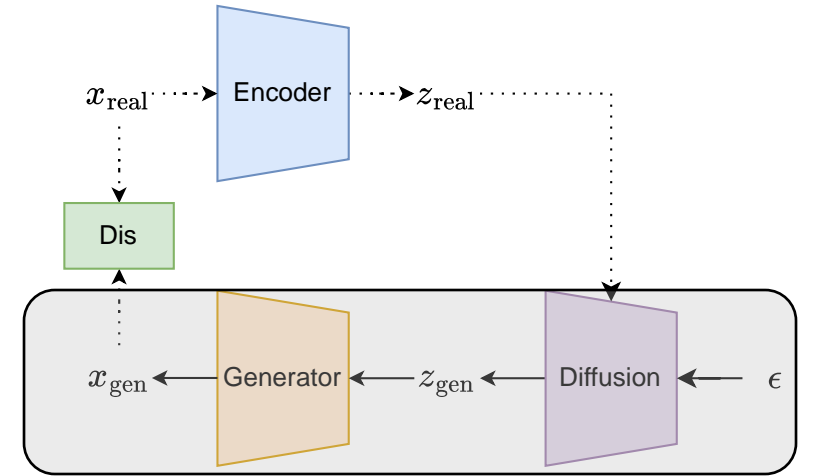 x_real Encoder z_real
Dis
x_gen Generator z_gen Diffusion ϵ